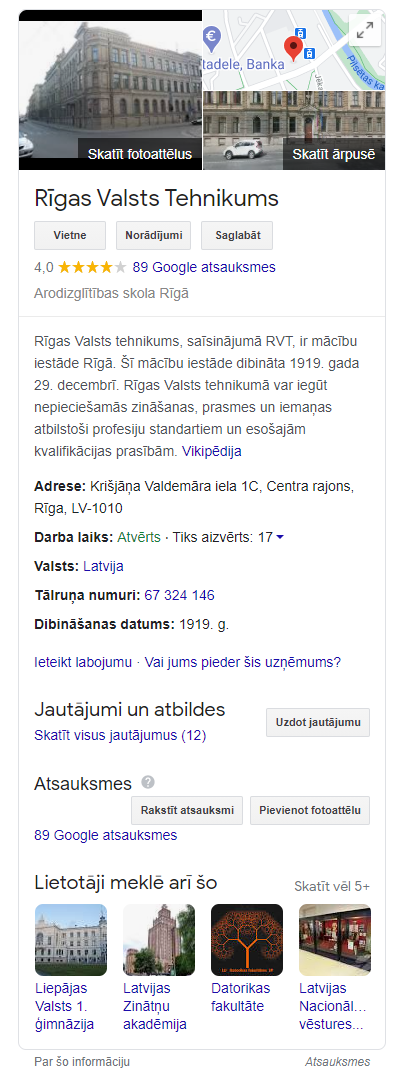 tadele, Banka
Jēka
Pilsētas ka
Skatīt fotoattēlus
Skatīt ārpusē
Rīgas Valsts Tehnikums
Vietne
Norādījumi
Saglabāt
4,0 ★★★★★ 89 Google atsauksmes
Arodizglītības skola Rīgā
Rīgas Valsts tehnikums, saīsinājumā RVT, ir mācību
iestāde Rīgā. Šī mācību iestāde dibināta 1919. gada
29. decembrī. Rīgas Valsts tehnikumā var iegūt
nepieciešamās zināšanas, prasmes un iemaņas
atbilstoši profesiju standartiem un esošajām
kvalifikācijas prasībām. Vikipēdija
Adrese: Krišjāņa Valdemāra iela 1C, Centra rajons,
Rīga, LV-1010
Darba laiks: Atvērts · Tiks aizvērts: 17
Valsts: Latvija
Tālruņa numuri: 67 324 146
Dibināšanas datums: 1919. g.
Ieteikt labojumu · Vai jums pieder šis uzņēmums?
Jautājumi un atbildes
Skatīt visus jautājumus (12)
Uzdot jautājumu
Atsauksmes ?
Rakstīt atsauksmi
Pievienot fotoattēlu
89 Google atsauksmes
Lietotāji meklē arī šo
Skatīt vēl 5+
Liepājas
Valsts 1.
ģimnāzija
Latvijas
Zinātņu
akadēmija
Datorikas
fakultāte
Latvijas
Nacionāl...
vēstures...
Par šo informāciju
Atsauksmes